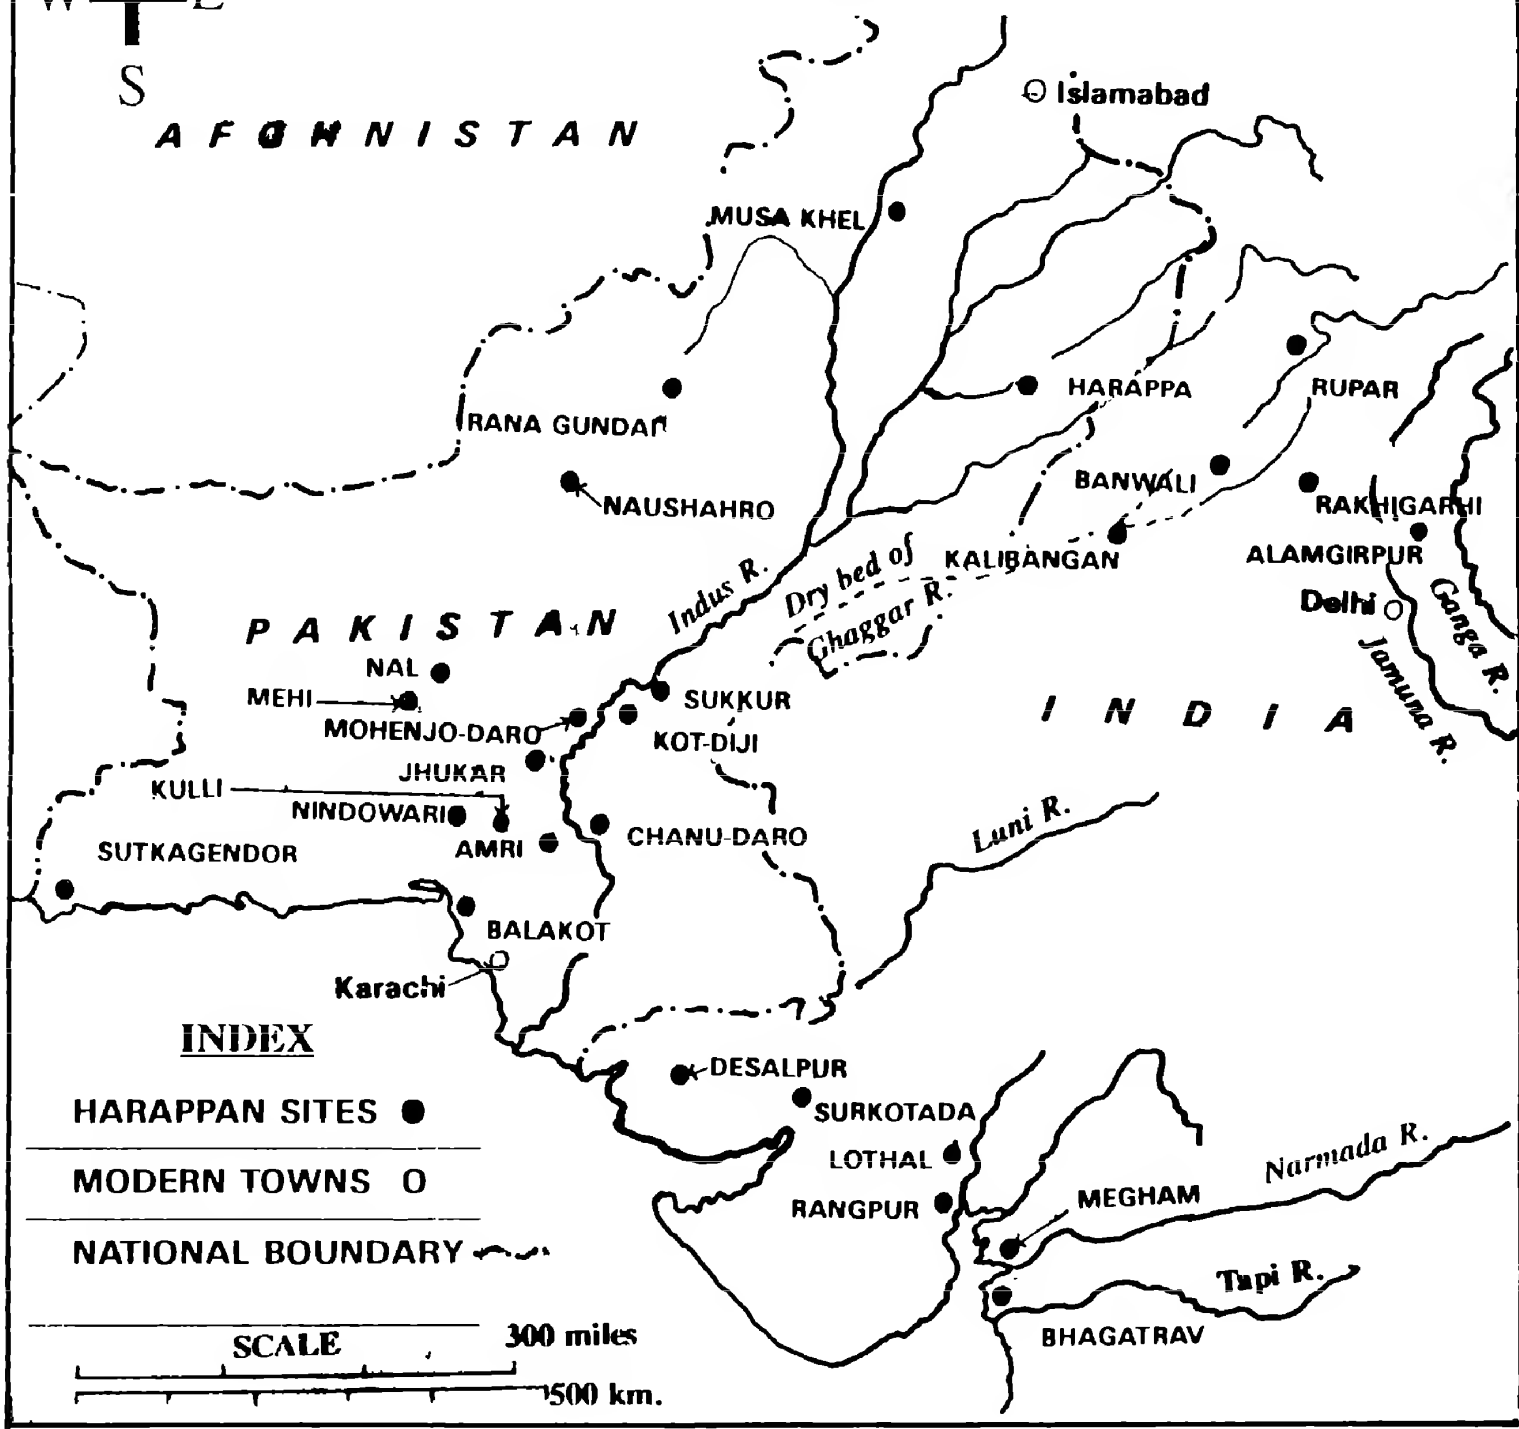 W E
S
Islamabad
AFGHNISTAN
MUSA KHEL
HARAPPA
RUPAR
RANA GUNDAR
BANWALI
NAUSHAHRO
RAKHIGARHI
KALIBANGAN
ALAMGIRPUR
Indus R.
Dry bed of
Ghaggar R.
Delhi
Ganga R.
Jamuna R.
PAKISTAN
NAL
MEHI
SUKKUR
INDIA
MOHENJO-DARO
KOT-DIJI
JHUKAR
KULLI
NINDOWARI
AMRI
CHANU-DARO
Luni R.
SUTKAGENDOR
BALAKOT
Karachi
INDEX
HARAPPAN SITES
MODERN TOWNS O
NATIONAL BOUNDARY
DESALPUR
SURKOTADA
LOTHAL
RANGPUR
MEGHAM
Narmada R.
Tapi R.
BHAGATRAV
SCALE
300 miles
500 km.